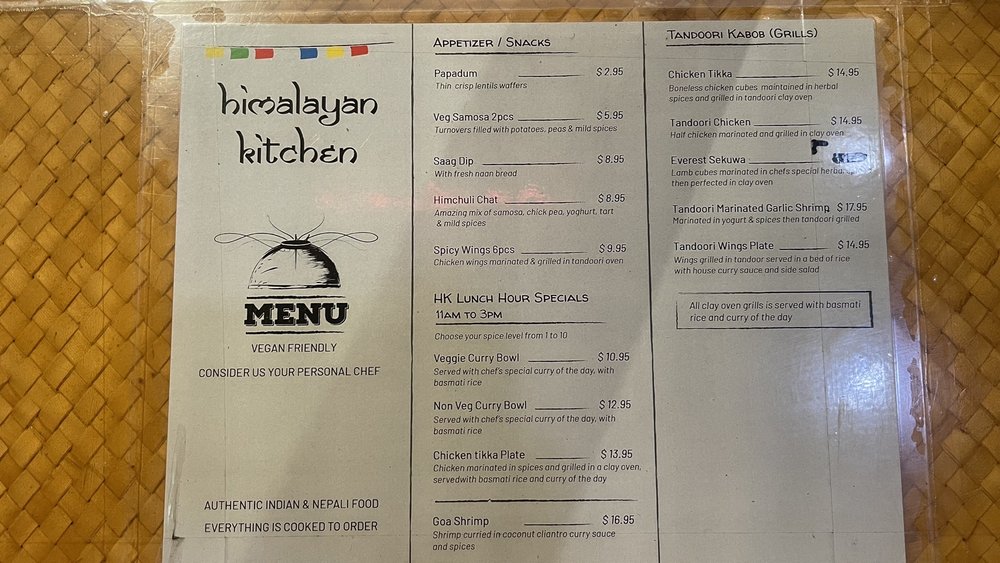 himalayan
kitchen
MENU
VEGAN FRIENDLY
CONSIDER US YOUR PERSONAL CHEF
AUTHENTIC INDIAN & NEPALI FOOD
EVERYTHING IS COOKED TO ORDER
APPETIZER / SNACKS
Papadum $ 2.95
Thin crisp lentils waffers
Veg Samosa 2pcs $ 5.95
Turnovers filled with potatoes, peas & mild spices
Saag Dip $ 8.95
With fresh naan bread
Himchuli Chat $ 8.95
Amazing mix of samosa, chick pea, yoghurt, tart
& mild spices
Spicy Wings 6pcs $ 9.95
Chicken wings marinated & grilled in tandoori oven
HK LUNCH HOUR SPECIALS
11AM TO 3PM
Choose your spice level from 1 to 10
Veggie Curry Bowl $ 10.95
Served with chef's special curry of the day, with
basmati rice
Non Veg Curry Bowl $ 12.95
Served with chef's special curry of the day, with
basmati rice
Chicken tikka Plate $ 13.95
Chicken marinated in spices and grilled in a clay oven,
servedwith basmati rice and curry of the day
Goa Shrimp $ 16.95
Shrimp curried in coconut cliantro curry sauce
and spices
TANDOORI KABOB (GRILLS)
Chicken Tikka $ 14.95
Boneless chicken cubes maintained in herbal
spices and grilled in tandoori clay oven
Tandoori Chicken $ 14.95
Half chicken marinated and grilled in clay oven
Everest Sekuwa
Lamb cubes marinated in chefs special herbal
then perfected in clay oven
Tandoori Marinated Garlic Shrimp $ 17.95
Marinated in yogurt & spices then tandoori grilled
Tandoori Wings Plate $ 14.95
Wings grilled in tandoor served in a bed of rice
with house curry sauce and side salad
All clay oven grills is served with basmati
rice and curry of the day